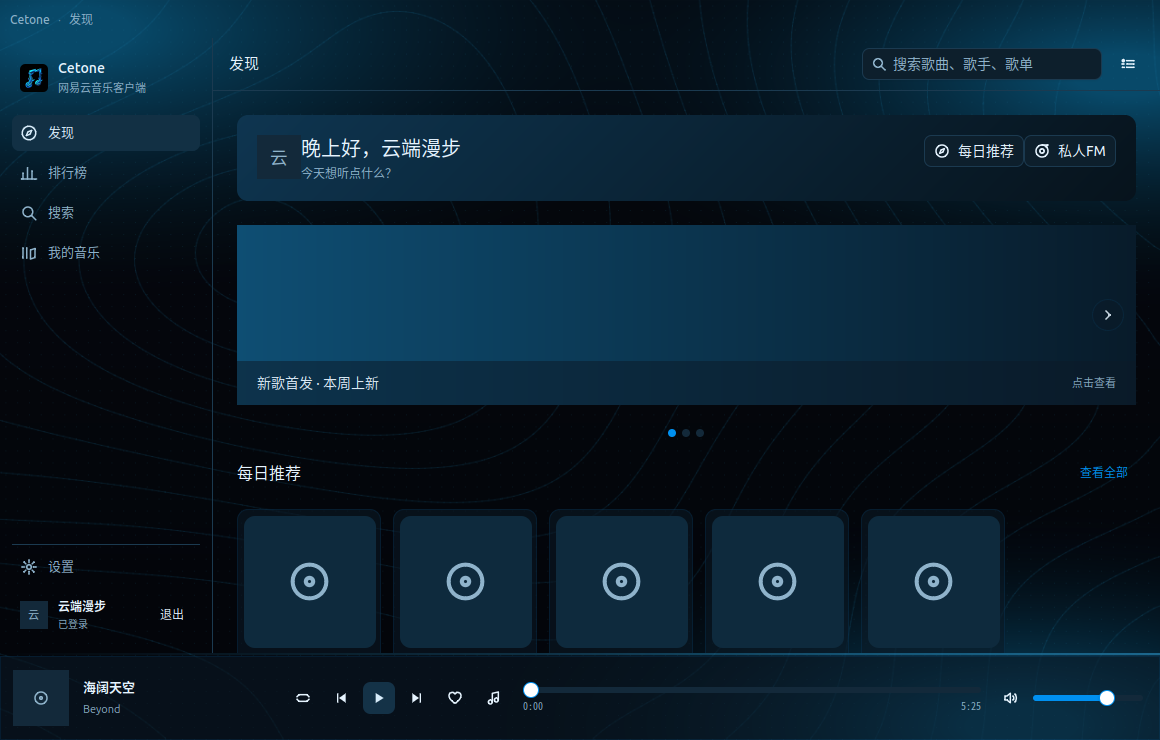 Cetone · 发现
Cetone
网易云音乐客户端
发现
排行榜
搜索
我的音乐
设置
云
云端漫步
已登录
退出
发现
搜索歌曲、歌手、歌单
云
晚上好，云端漫步
今天想听点什么？
每日推荐
私人FM
新歌首发 · 本周上新
点击查看
每日推荐
查看全部
海阔天空
Beyond
0:00
5:25